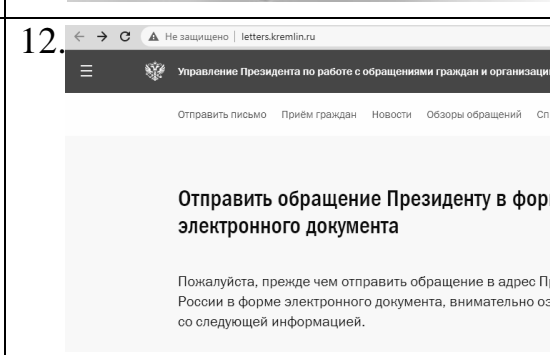 12.
Не защищено | letters.kremlin.ru
Управление Президента по работе с обращениями граждан и организаци
Отправить письмо Приём граждан Новости Обзоры обращений Сп
Отправить обращение Президенту в фор
электронного документа
Пожалуйста, прежде чем отправить обращение в адрес П
России в форме электронного документа, внимательно оз
со следующей информацией.